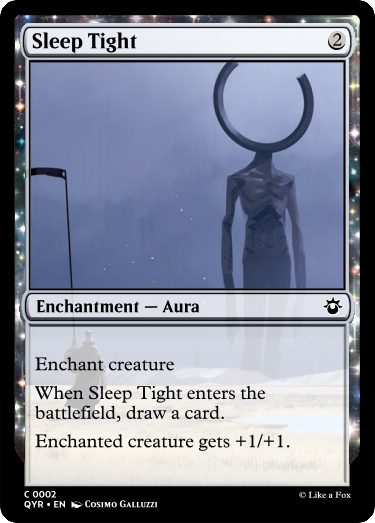 Sleep Tight 2
Enchantment — Aura
Enchant creature
When Sleep Tight enters the
battlefield, draw a card.
Enchanted creature gets +1/+1.
C 0002
QYR • EN Cosimo Galluzzi
© Like a Fox